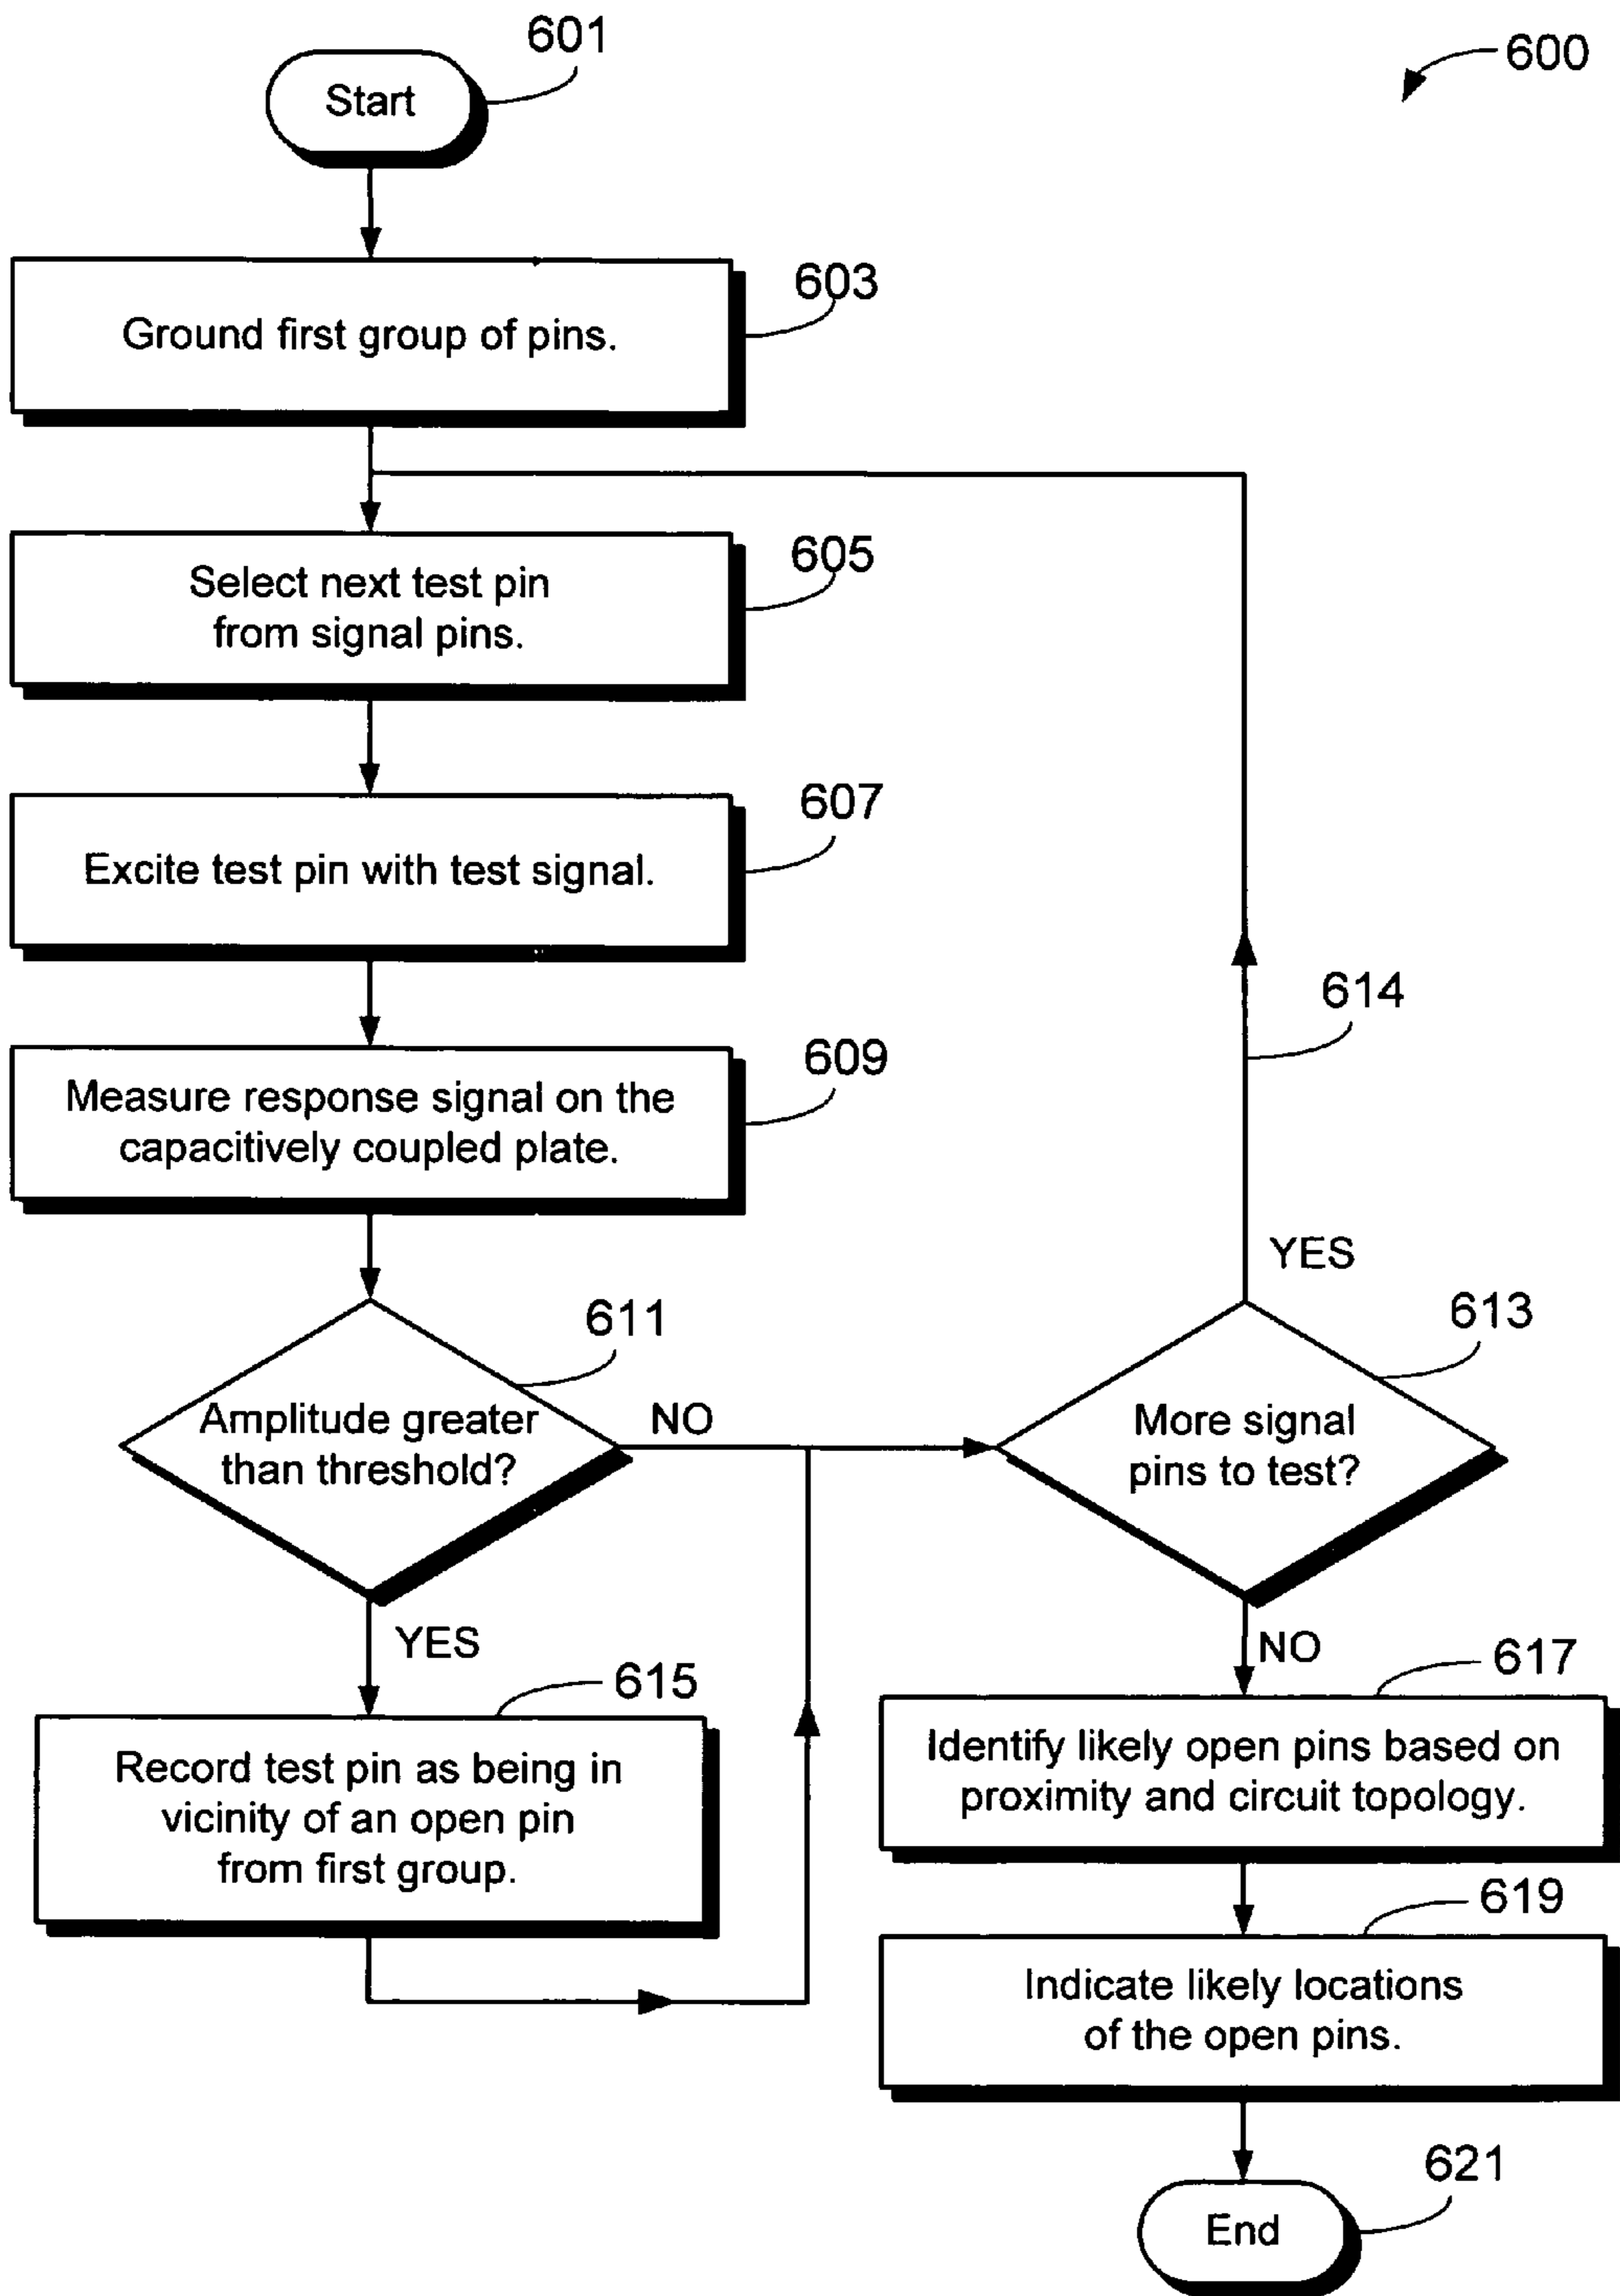 601
600
Start
603
Ground first group of pins.
605
Select next test pin
from signal pins.
607
Excite test pin with test signal.
614
609
Measure response signal on the
capacitively coupled plate.
YES
611
613
Amplitude greater
than threshold?
NO
More signal
pins to test?
YES
NO
615
617
Record test pin as being in
vicinity of an open pin
from first group.
Identify likely open pins based on
proximity and circuit topology.
619
Indicate likely locations
of the open pins.
621
End